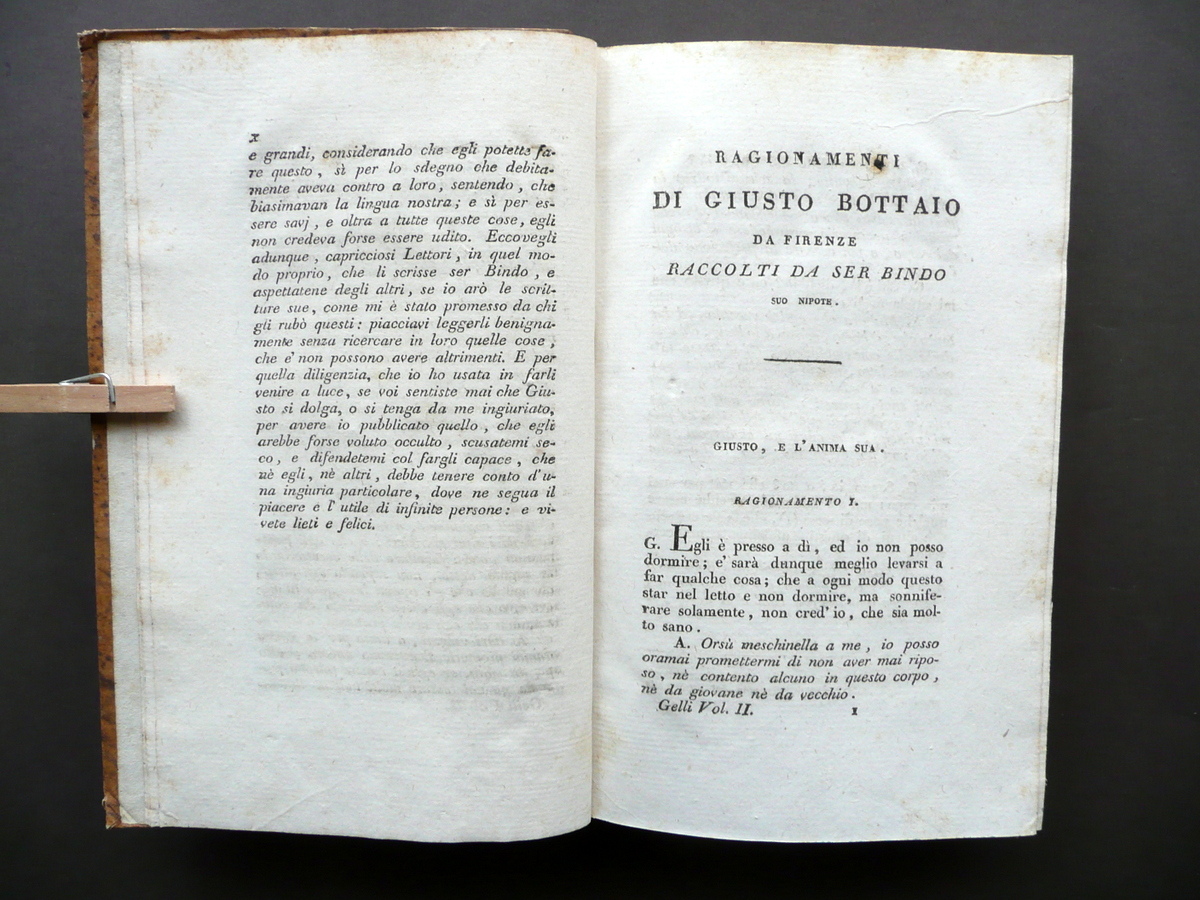 x
e grandi, considerando che egli potette fa-
re questo, sì per lo sdegno che debita-
mente aveva contro a loro, sentendo, che
biasimavan la lingua nostra; e sì per es-
sere savj, e oltra a tutte queste cose, egli
non credeva forse essere udito. Eccovegli
adunque, capricciosi Lettori, in quel mo-
do proprio, che li scrisse ser Bindo, e
aspettatene degli altri, se io arò le scrit-
ture sue, come mi è stato promesso da chi
gli rubò questi: piacciavi leggerli benigna-
mente senza ricercare in loro quelle cose,
che e' non possono avere altrimenti. E per
quella diligenzia, che io ho usata in farli
venire a luce, se voi sentiste mai che Giu-
sto si dolga, o si tenga da me ingiuriato,
per avere io pubblicato quello, che egli
arebbe forse voluto occulto, scusatemi se-
co, e difendetemi col fargli capace, che
nè egli, nè altri, debbe tenere conto d'u-
na ingiuria particolare, dove ne segua il
piacere e l'utile di infinite persone: e vi-
vete lieti e felici.
RAGIONAMENTI
DI GIUSTO BOTTAIO
DA FIRENZE
RACCOLTI DA SER BINDO
SUO NIPOTE.
GIUSTO, E L'ANIMA SUA.
RAGIONAMENTO I.
G. Egli è presso a dì, ed io non posso
dormire; e' sarà dunque meglio levarsi a
far qualche cosa; che a ogni modo questo
star nel letto e non dormire, ma sonnife-
rare solamente, non cred' io, che sia mol-
to sano.
A. Orsù meschinella a me, io posso
oramai promettermi di non aver mai ripo-
so, nè contento alcuno in questo corpo,
nè da giovane nè da vecchio.
Gelli Vol. II. 1